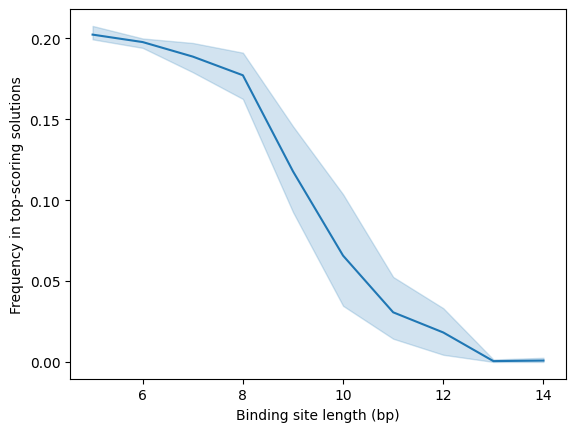 Frequency in top-scoring solutions
0.20
0.15
0.10
0.05
0.00
6 8 10 12 14
Binding site length (bp)